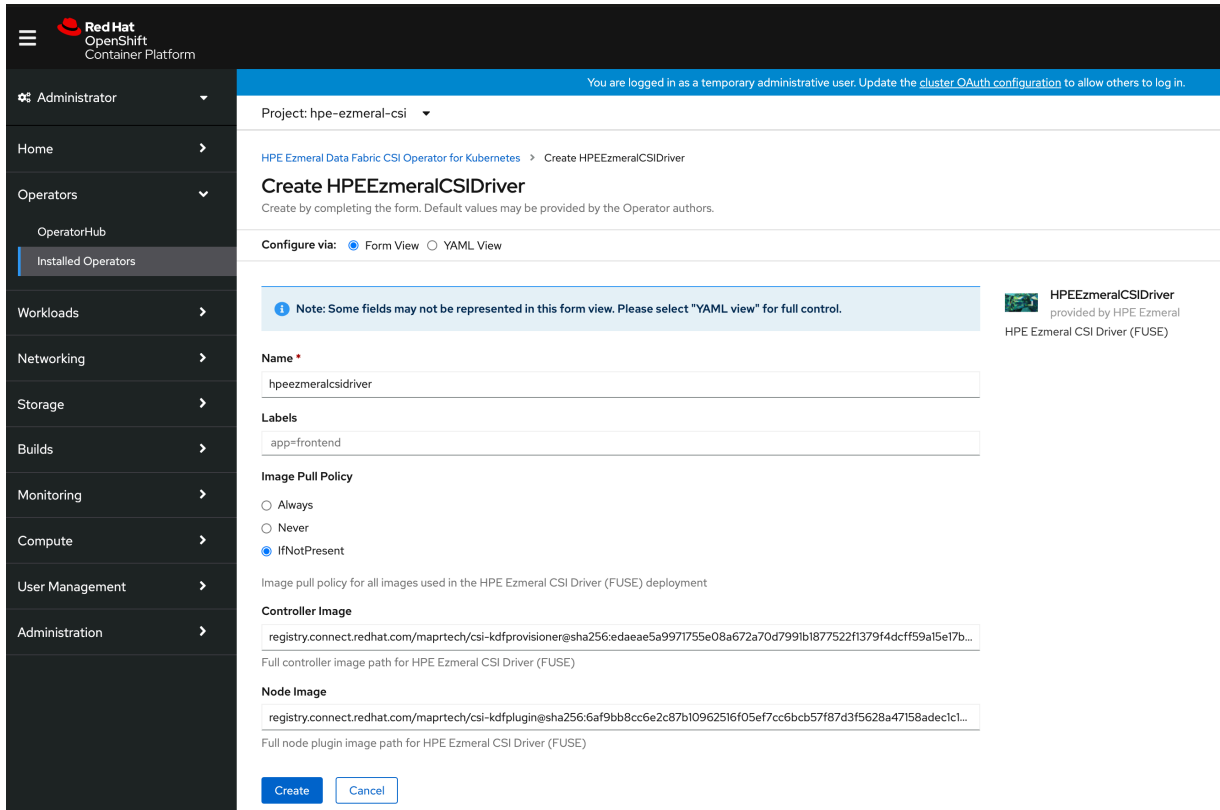 Red Hat
OpenShift
Container Platform
You are logged in as a temporary administrative user. Update the cluster OAuth configuration to allow others to log in.
Administrator
Project: hpe-ezmeral-csi
Home
Operators
OperatorHub
Installed Operators
Workloads
Networking
Storage
Builds
Monitoring
Compute
User Management
Administration
HPE Ezmeral Data Fabric CSI Operator for Kubernetes > Create HPEEzmeralCSIDriver
Create HPEEzmeralCSIDriver
Create by completing the form. Default values may be provided by the Operator authors.
Configure via: Form View YAML View
Note: Some fields may not be represented in this form view. Please select "YAML view" for full control.
Name *
hpeezmeralcsidriver
Labels
app=frontend
Image Pull Policy
Always
Never
IfNotPresent
Image pull policy for all images used in the HPE Ezmeral CSI Driver (FUSE) deployment
Controller Image
registry.connect.redhat.com/maprtech/csi-kdfprovisioner@sha256:edaeae5a9971755e08a672a70d7991b1877522f1379f4dcff59a15e17b...
Full controller image path for HPE Ezmeral CSI Driver (FUSE)
Node Image
registry.connect.redhat.com/maprtech/csi-kdfplugin@sha256:6af9bb8cc6e2c87b10962516f05ef7cc6bcb57f87d3f5628a47158adec1c1...
Full node plugin image path for HPE Ezmeral CSI Driver (FUSE)
Create
Cancel
HPEEzmeralCSIDriver
provided by HPE Ezmeral
HPE Ezmeral CSI Driver (FUSE)